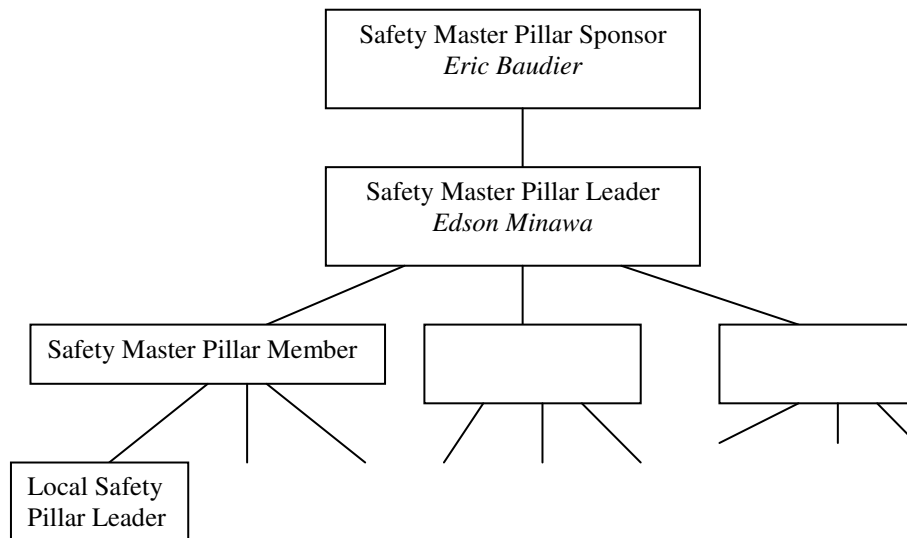 Safety Master Pillar Sponsor
Eric Baudier
Safety Master Pillar Leader
Edson Minawa
Safety Master Pillar Member
Local Safety
Pillar Leader